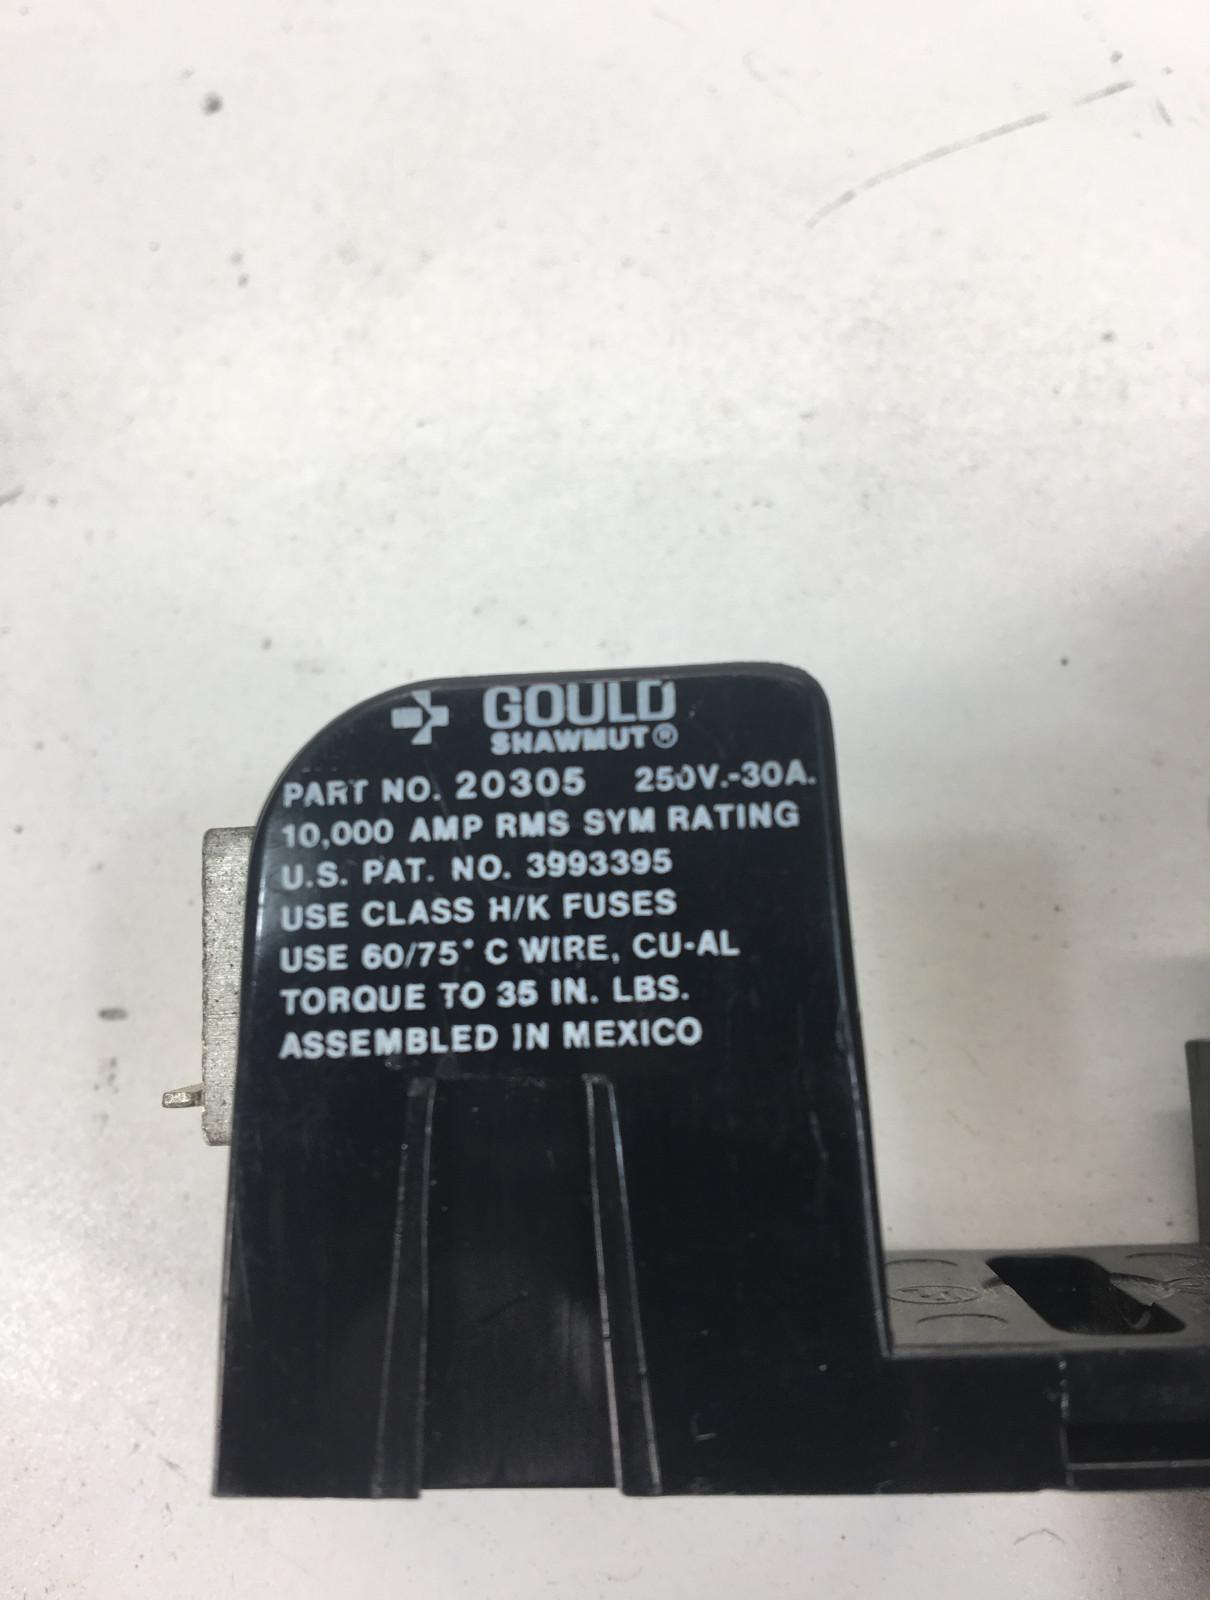 GOULD
SHAWMUT®
PART NO. 20305 250V.-30A.
10,000 AMP RMS SYM RATING
U.S. PAT. NO. 3993395
USE CLASS H/K FUSES
USE 60/75° C WIRE, CU-AL
TORQUE TO 35 IN. LBS.
ASSEMBLED IN MEXICO